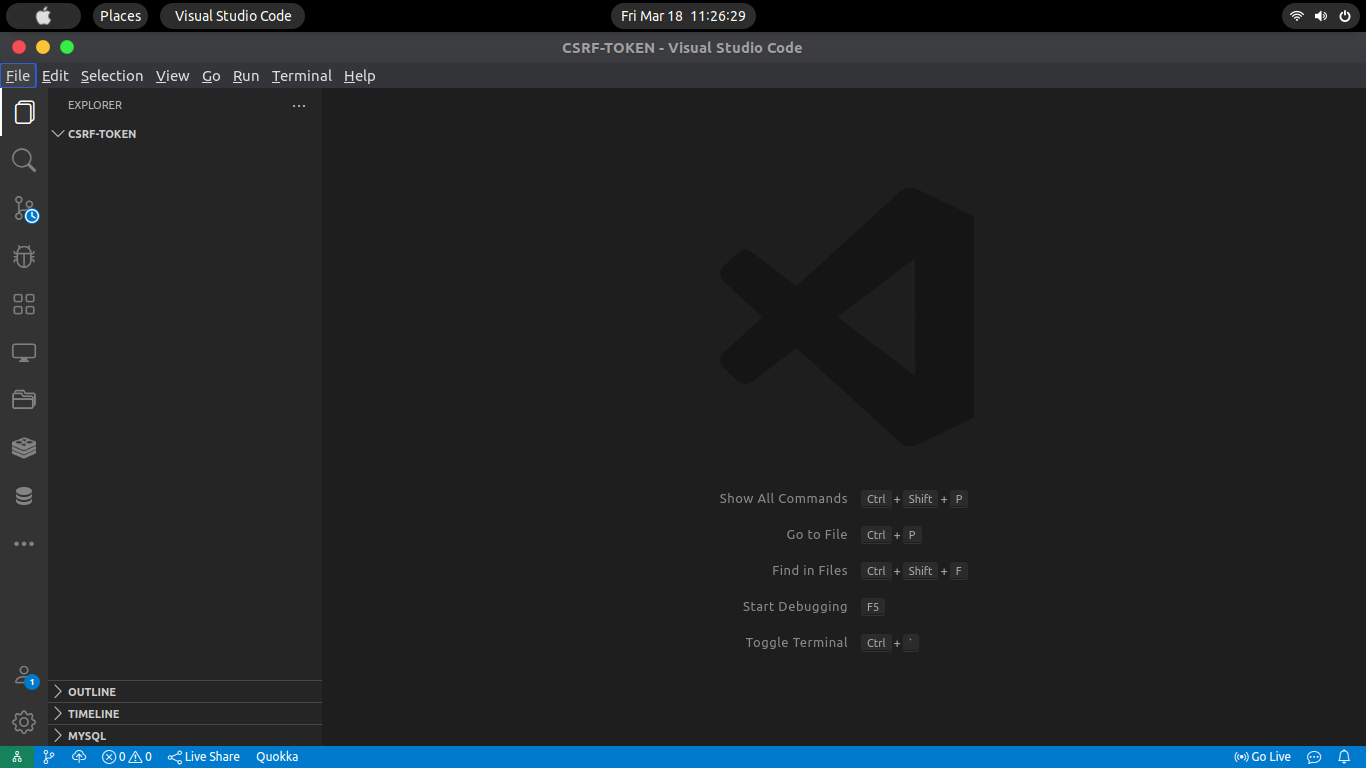 Places Visual Studio Code Fri Mar 18 11:26:29
CSRF-TOKEN - Visual Studio Code
File Edit Selection View Go Run Terminal Help
EXPLORER
CSRF-TOKEN
Show All Commands Ctrl + Shift + P
Go to File Ctrl + P
Find in Files Ctrl + Shift + F
Start Debugging F5
Toggle Terminal Ctrl + `
1
OUTLINE
TIMELINE
MYSQL
0 0 Live Share Quokka Go Live